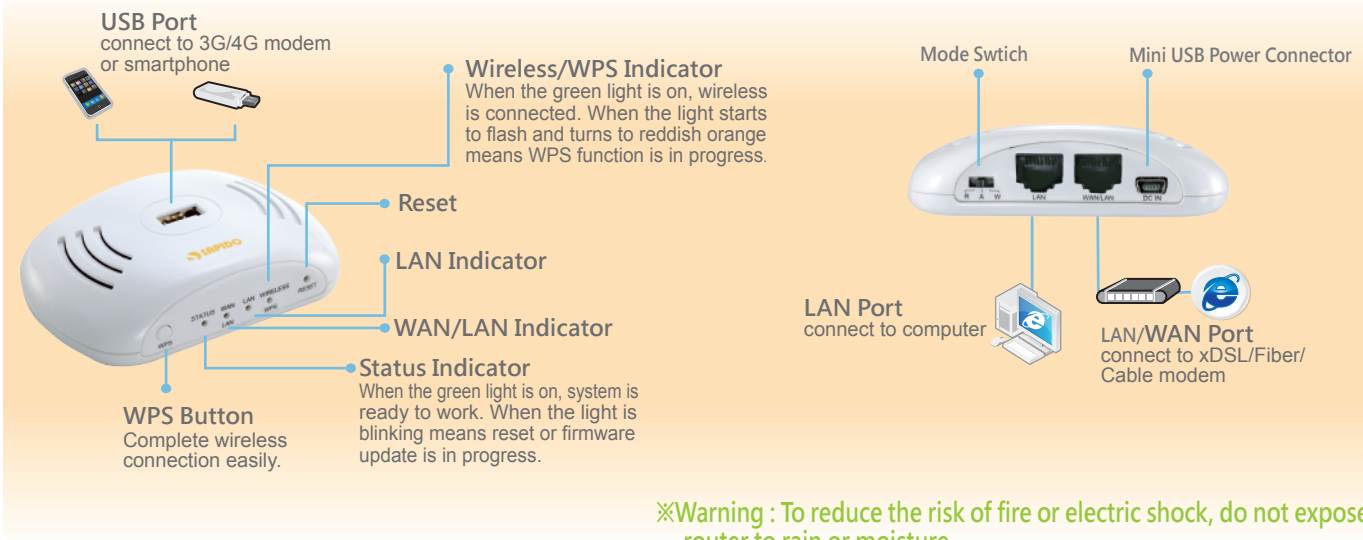 USB Port
connect to 3G/4G modem
or smartphone
Wireless/WPS Indicator
When the green light is on, wireless
is connected. When the light starts
to flash and turns to reddish orange
means WPS function is in progress.
Reset
LAN Indicator
WAN/LAN Indicator
Status Indicator
When the green light is on, system is
ready to work. When the light is
blinking means reset or firmware
update is in progress.
WPS Button
Complete wireless
connection easily.
SAPIDO
STATUS WAN LAN WIRELESS
LAN WPS
RESET
WPS
Mode Swtich
Mini USB Power Connector
R A W
LAN
WAN/LAN
DC IN
LAN Port
connect to computer
LAN/WAN Port
connect to xDSL/Fiber/
Cable modem
※Warning : To reduce the risk of fire or electric shock, do not expose
router to rain or moisture